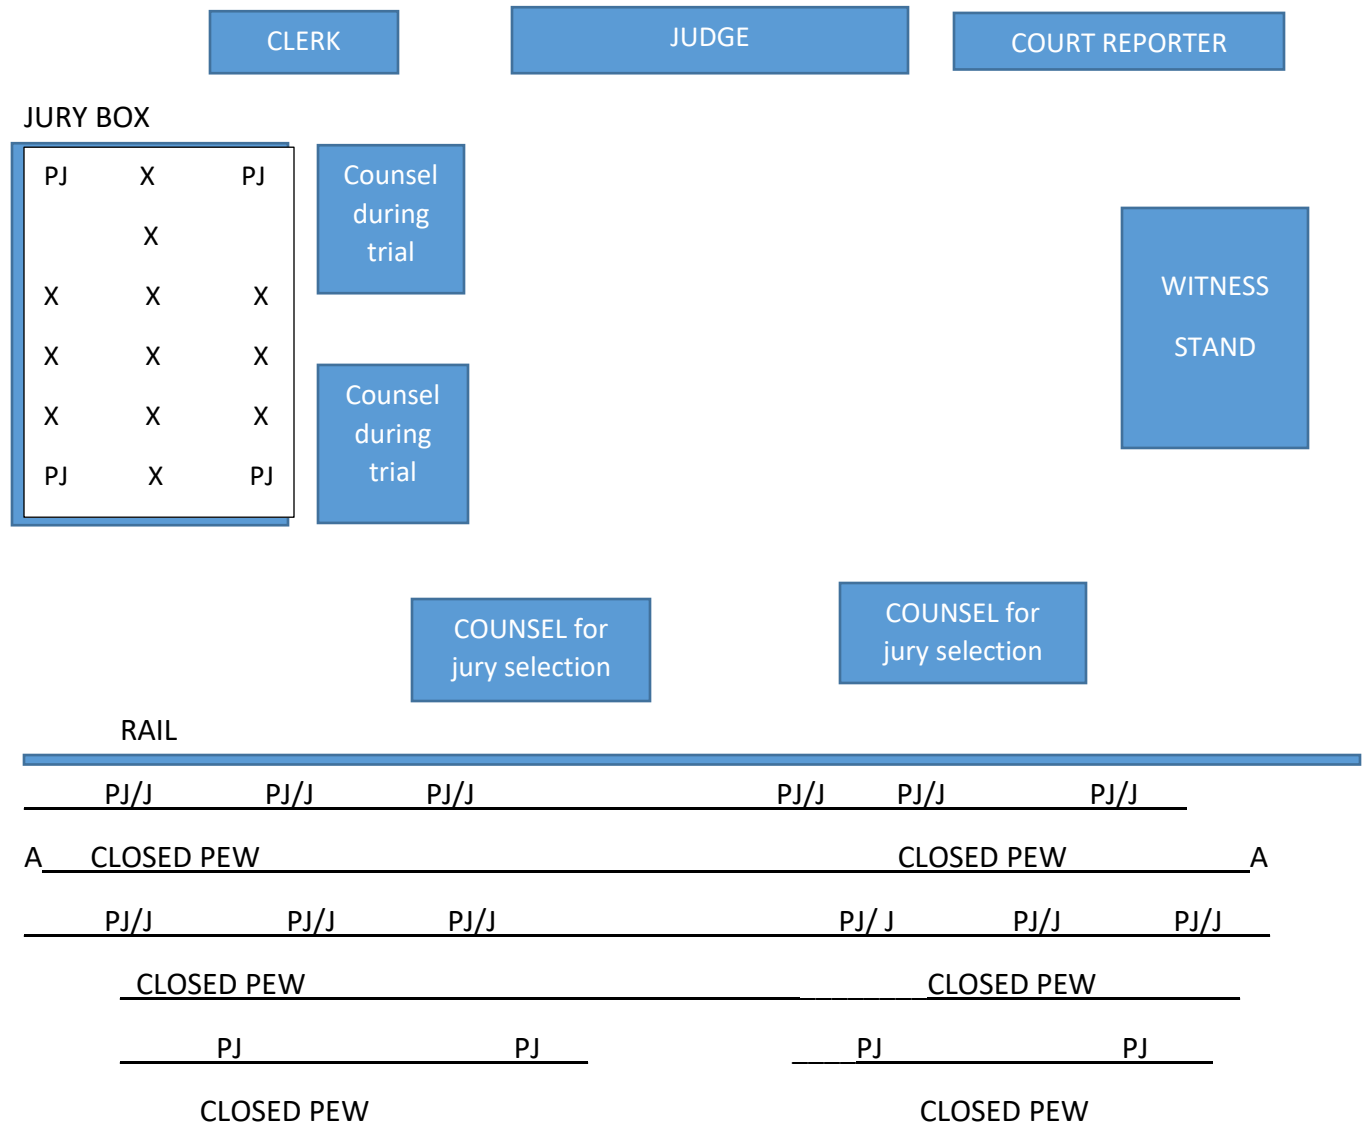 CLERK
JUDGE
COURT REPORTER
JURY BOX
PJ X PJ
X
X X X
X X X
X X X
PJ X PJ
Counsel
during
trial
Counsel
during
trial
WITNESS
STAND
COUNSEL for
jury selection
COUNSEL for
jury selection
RAIL
PJ/J PJ/J PJ/J PJ/J PJ/J PJ/J
A CLOSED PEW CLOSED PEW A
PJ/J PJ/J PJ/J PJ/ J PJ/J PJ/J
CLOSED PEW CLOSED PEW
PJ PJ PJ PJ
CLOSED PEW CLOSED PEW